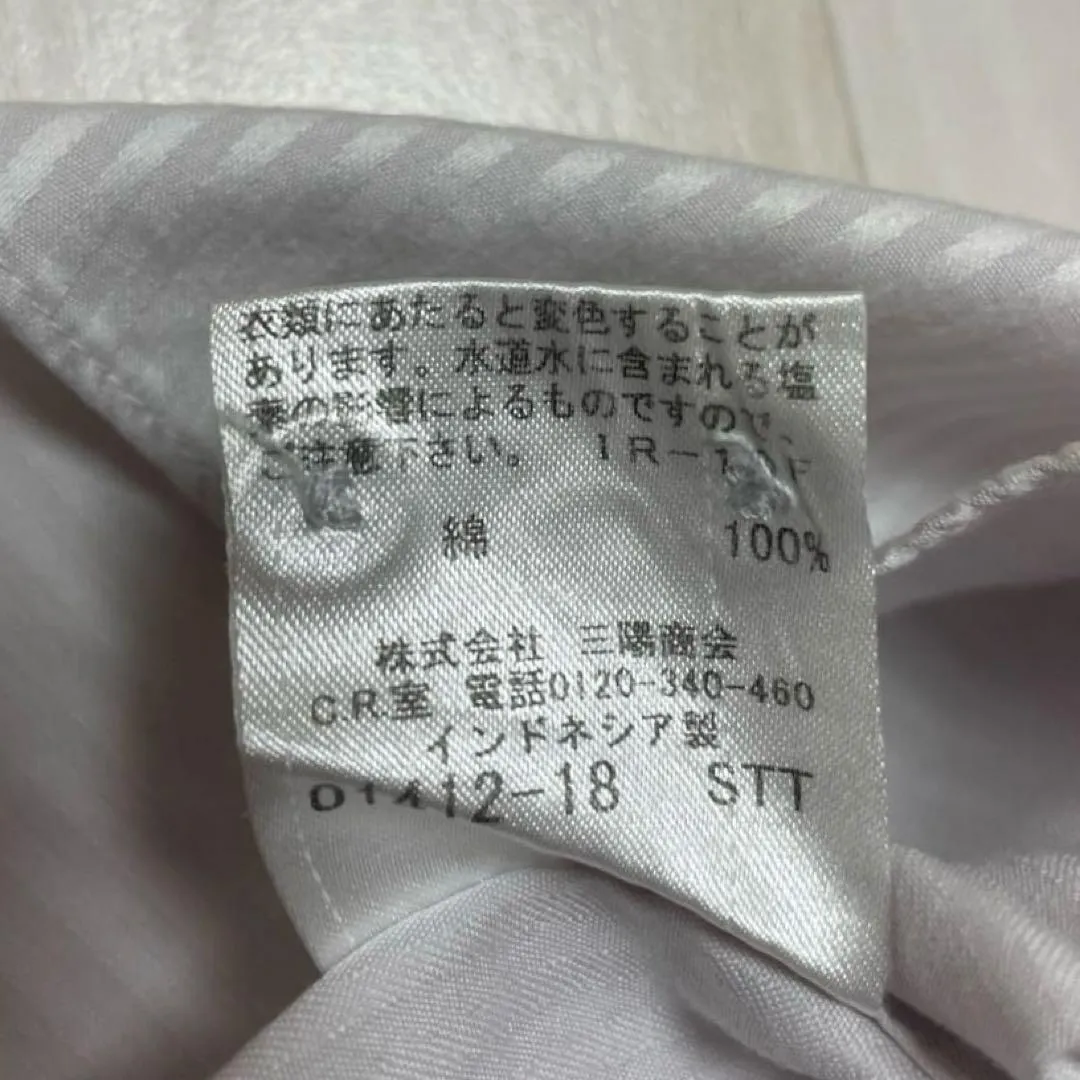 衣類にあたると変色することが
あります。水道水に含まれる塩
素の影響によるものですので、
ご注意下さい。
綿 100%
株式会社 三陽商会
C.R.室 電話0120-340-460
インドネシア製
12-18 STT